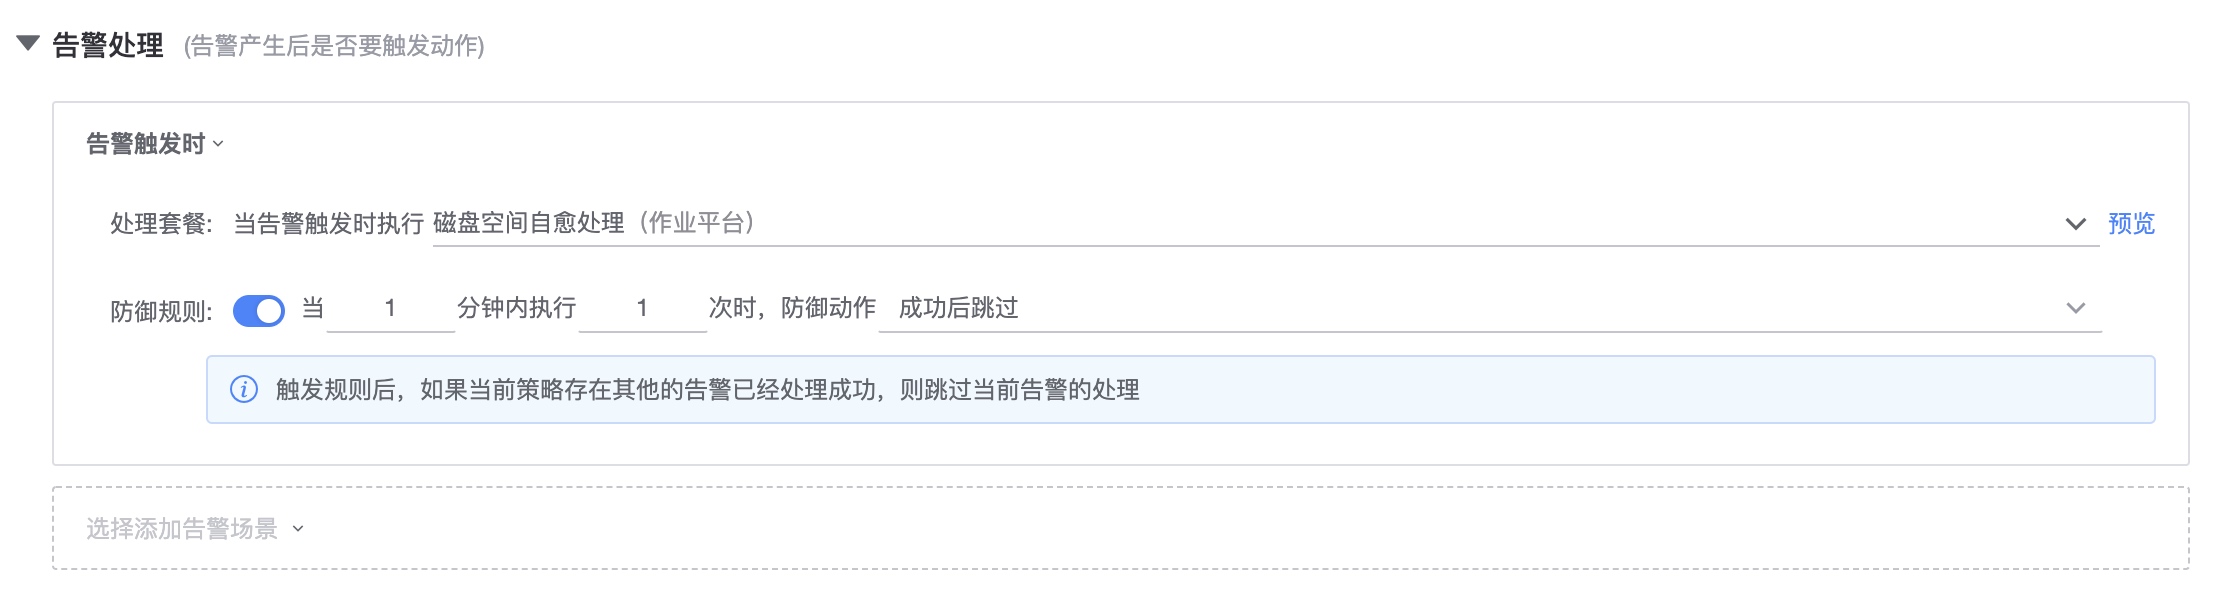 告警处理 (告警产生后是否要触发动作)
告警触发时
处理套餐: 当告警触发时执行 磁盘空间自愈处理（作业平台） 预览
防御规则: 当 1 分钟内执行 1 次时，防御动作 成功后跳过
触发规则后，如果当前策略存在其他的告警已经处理成功，则跳过当前告警的处理
选择添加告警场景